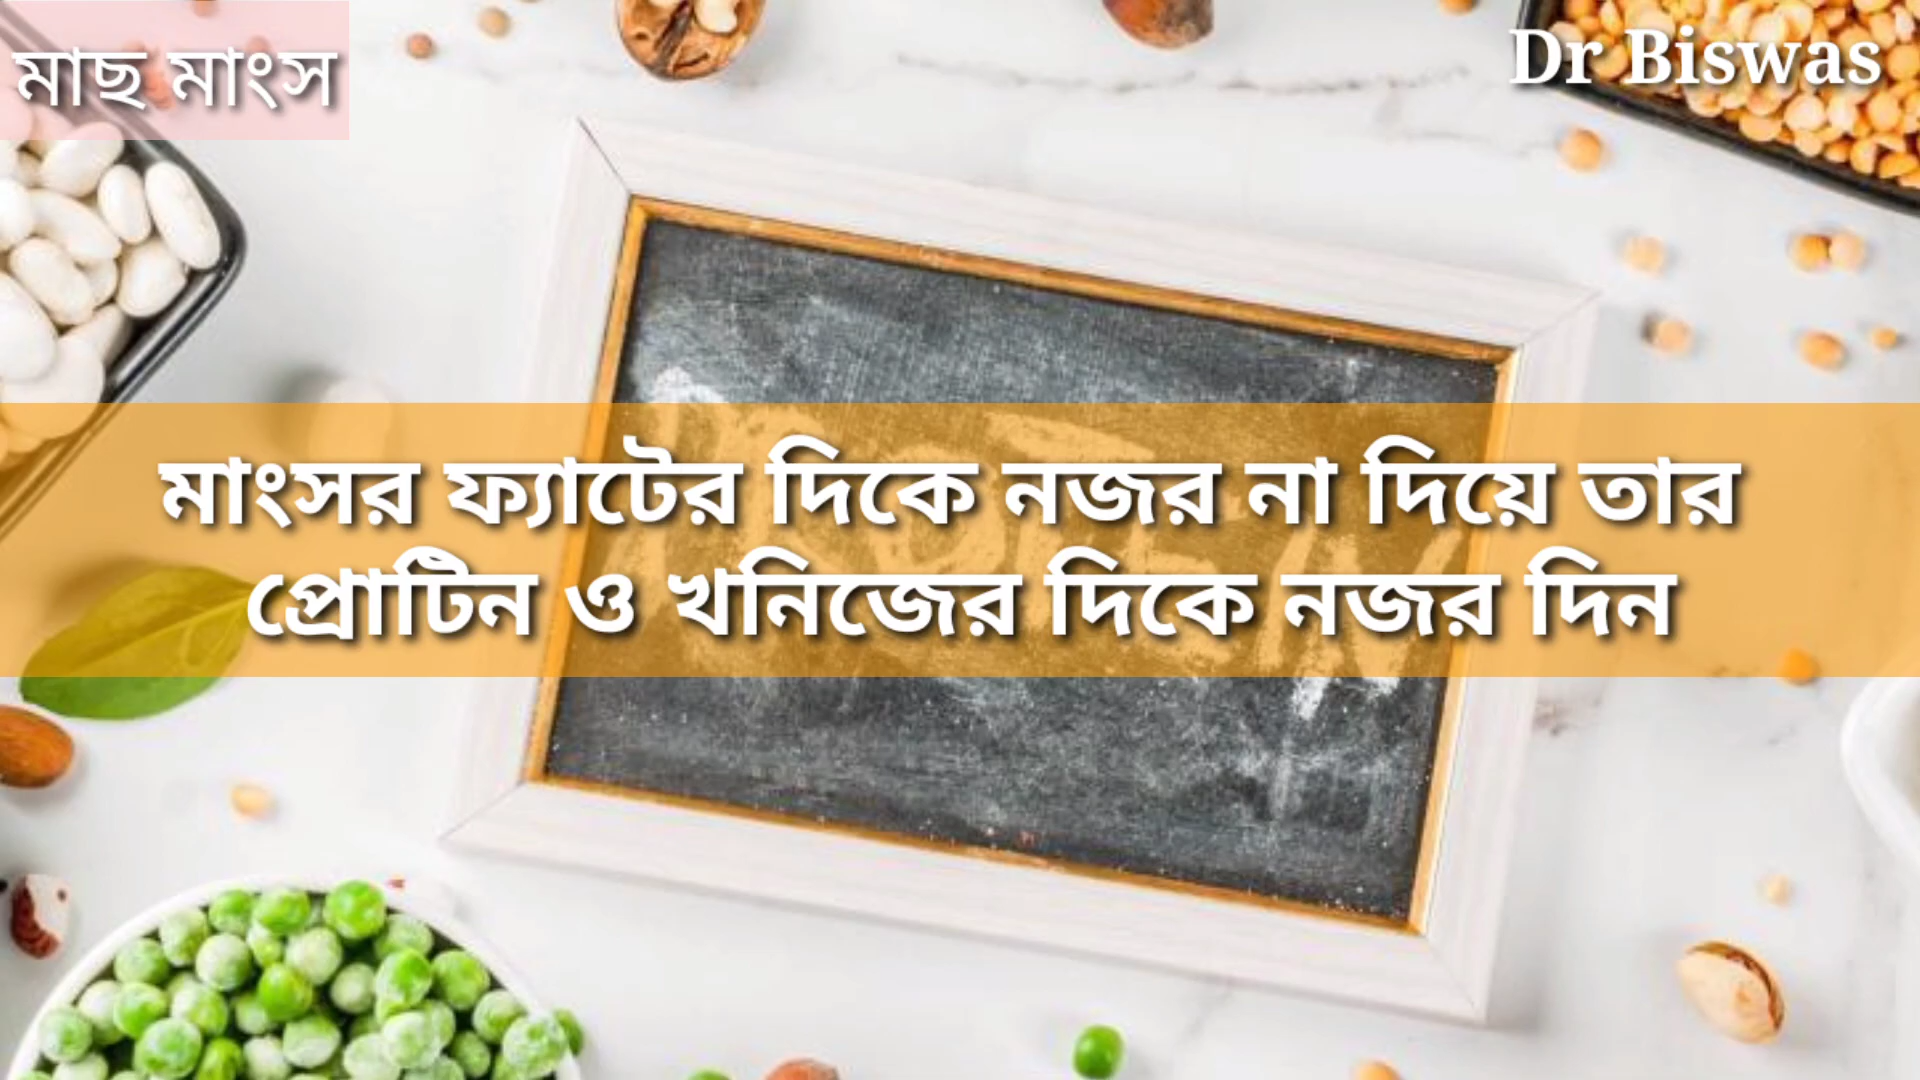 মাছ মাংস
Dr Biswas
মাংসর ফ্যাটের দিকে নজর না দিয়ে তার
প্রোটিন ও খনিজের দিকে নজর দিন